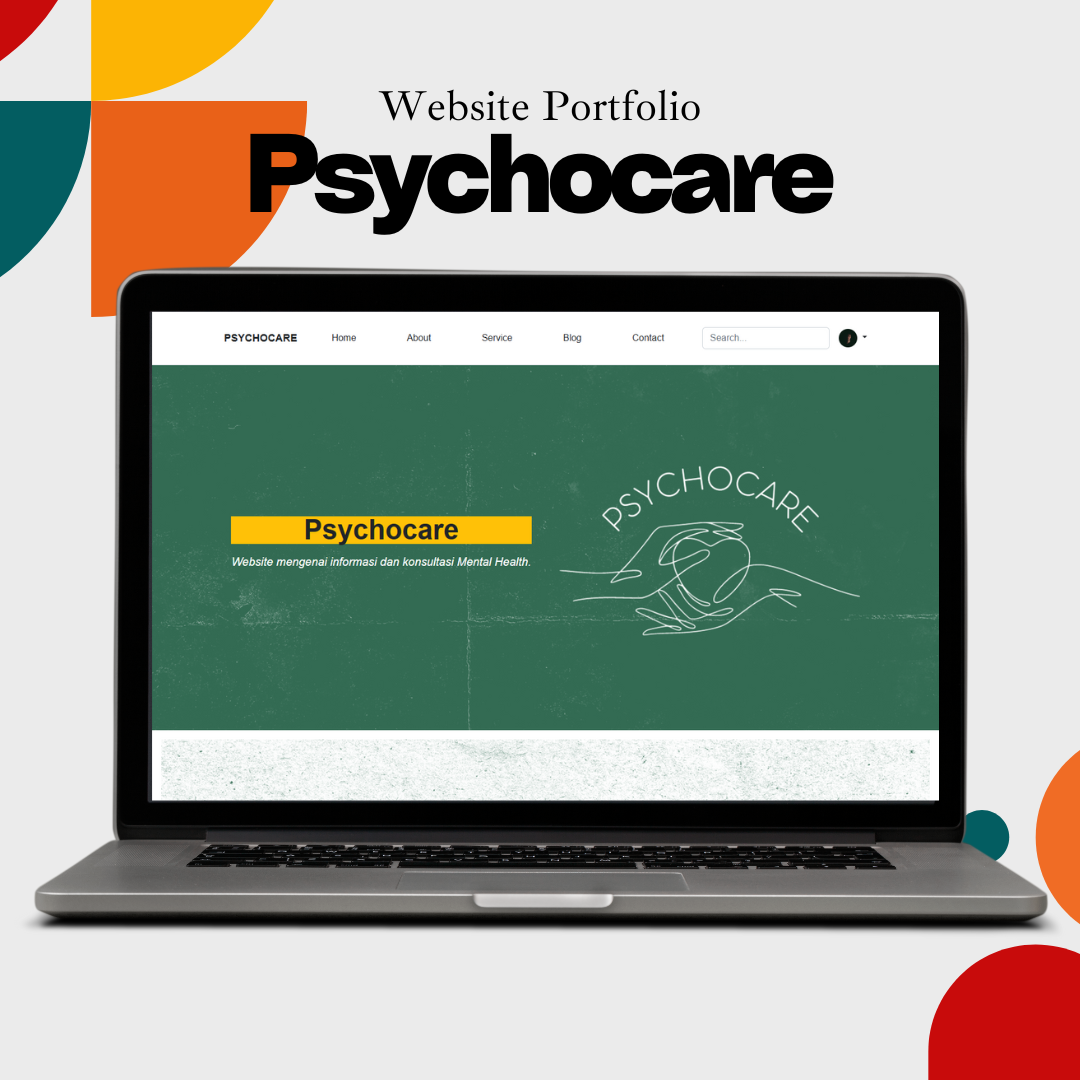 Website Portfolio
Psychocare
PSYCHOCARE Home About Service Blog Contact Search...
PSYCHOCARE
Psychocare
Website mengenai informasi dan konsultasi Mental Health.